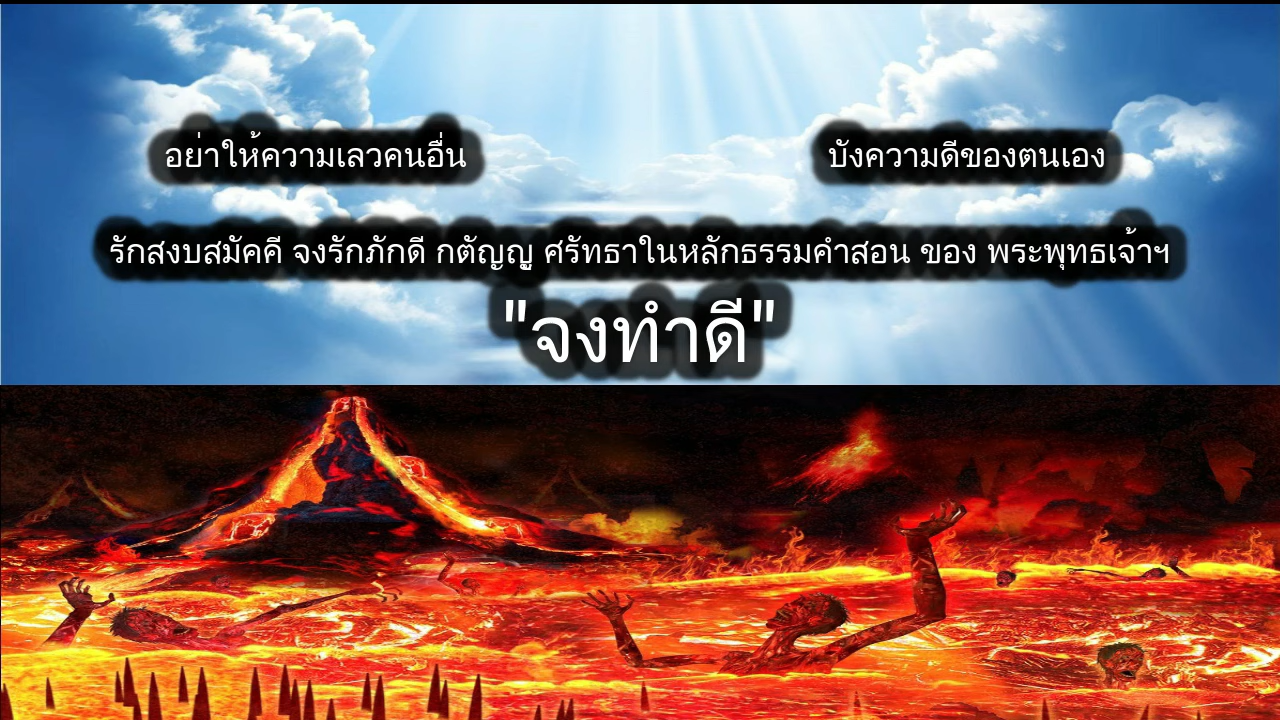 อย่าให้ความเลวคนอื่น บังความดีของตนเอง
รักสงบสมัคคี จงรักภักดี กตัญญู ศรัทธาในหลักธรรมคำสอน ของ พระพุทธเจ้าฯ
"จงทำดี"